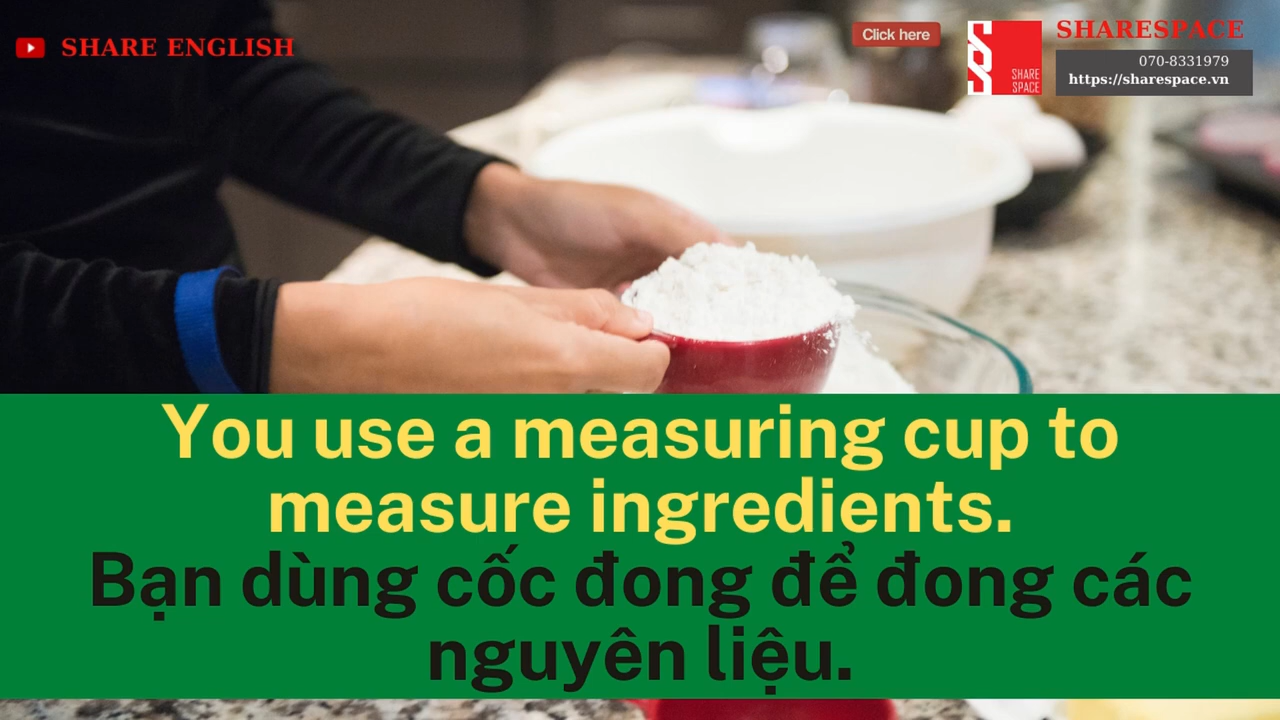 SHARE ENGLISH
Click here
SHARE
SPACE
SHARESPACE
070-8331979
https://sharespace.vn
You use a measuring cup to
measure ingredients.
Bạn dùng cốc đong để đong các
nguyên liệu.